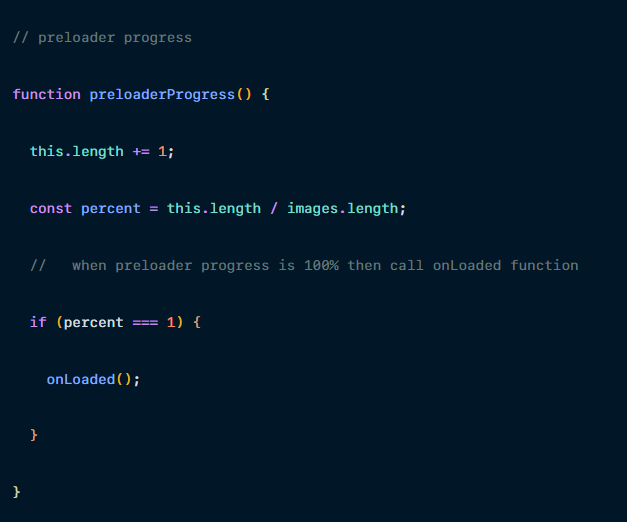 // preloader progress
function preloaderProgress() {
  this.length += 1;
  const percent = this.length / images.length;
  //   when preloader progress is 100% then call onLoaded function
  if (percent === 1) {
    onLoaded();
  }
}